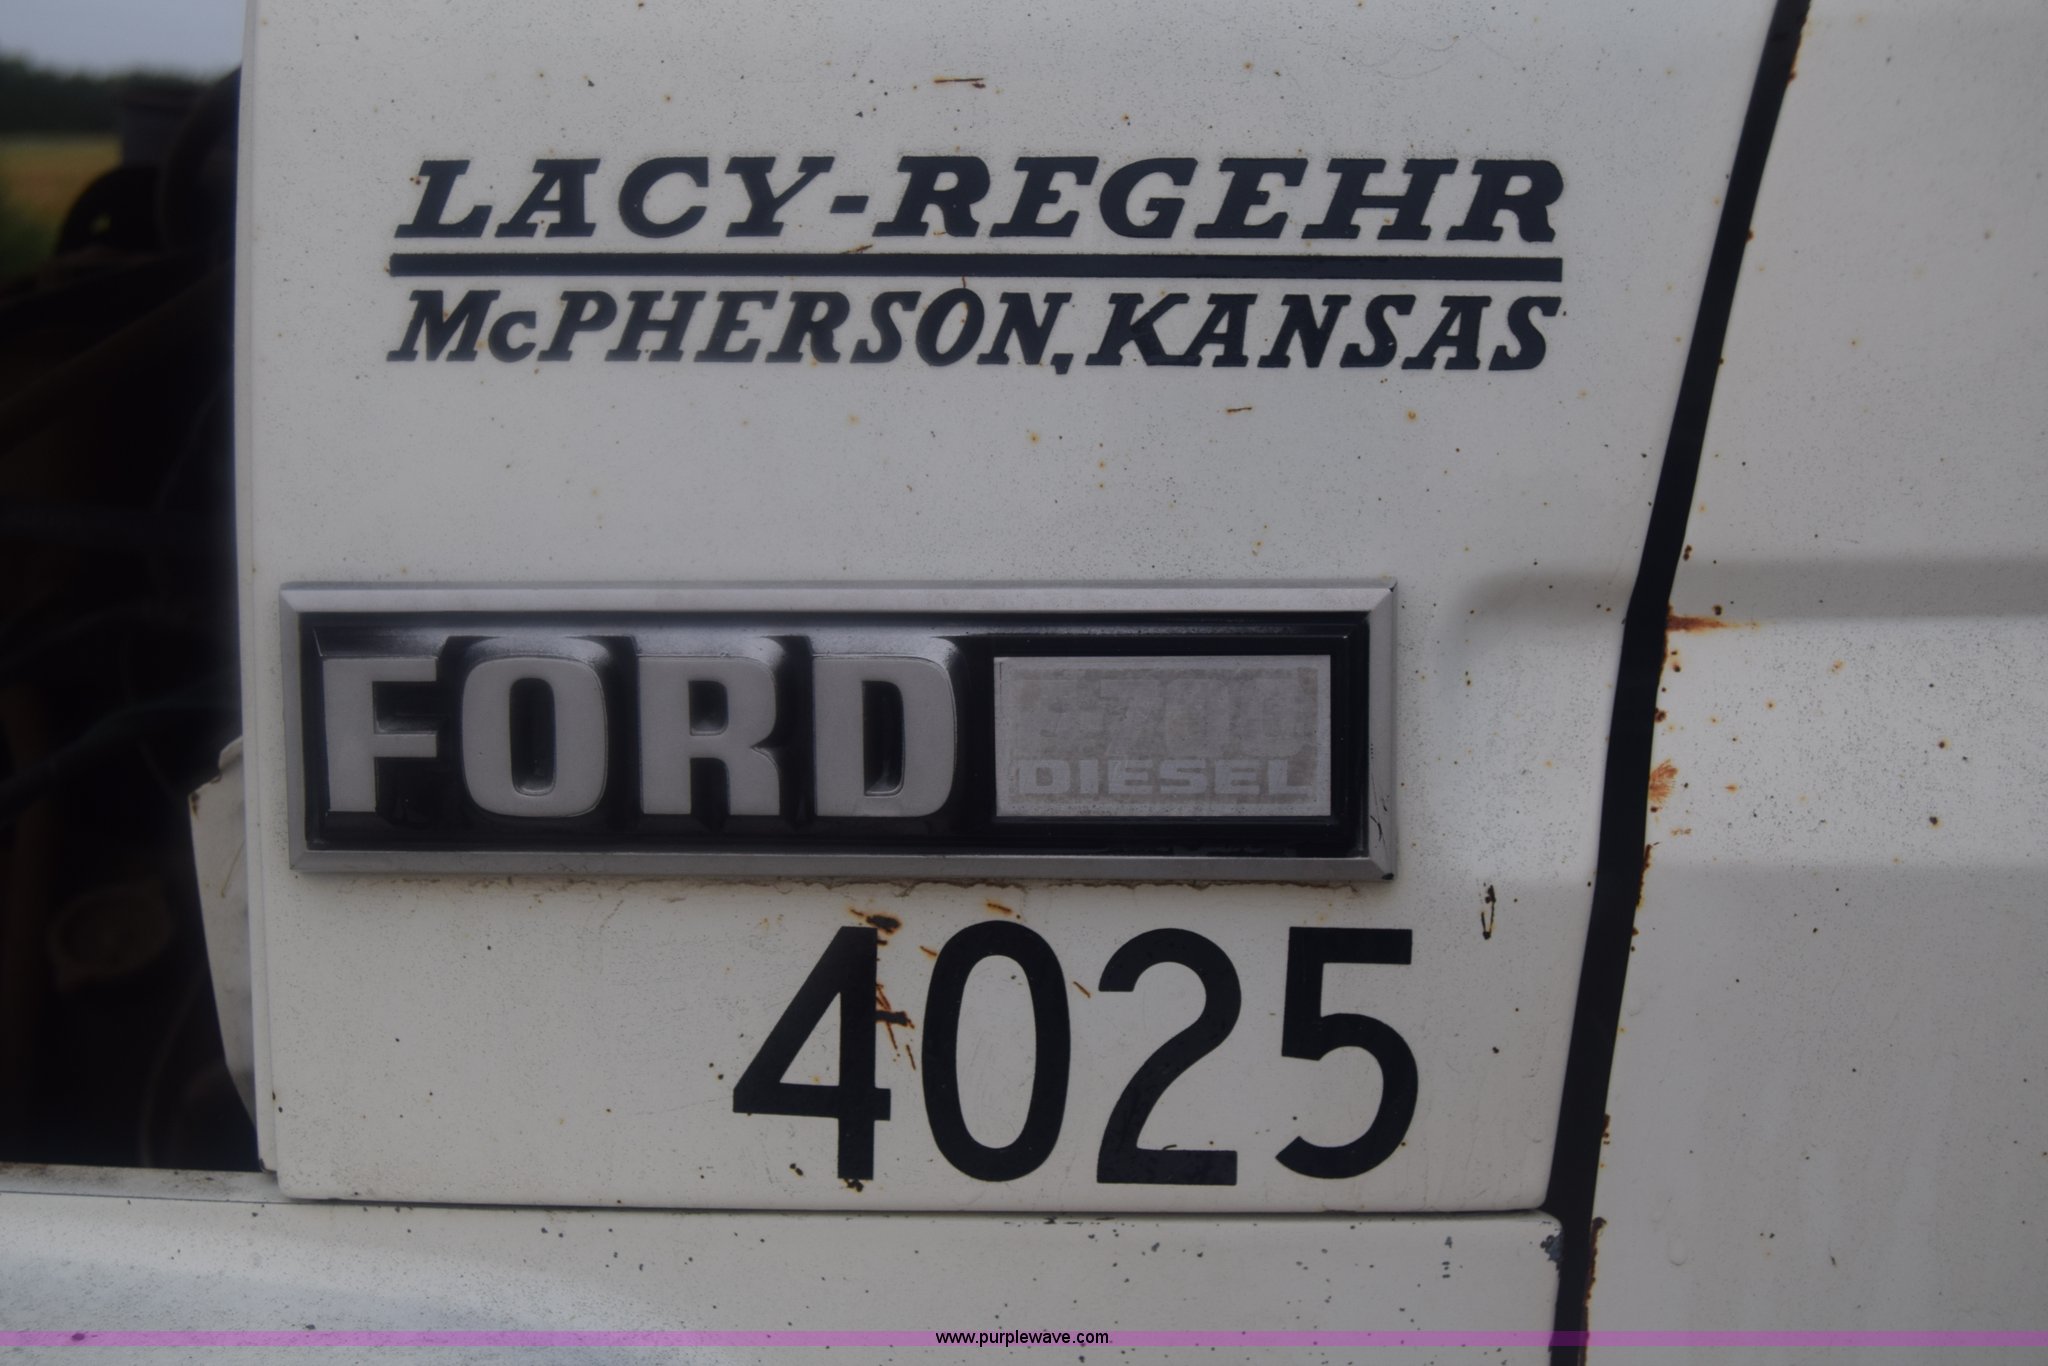 LACY-REGEHR
McPHERSON, KANSAS
FORD
DIESEL
4025
www.purplewave.com